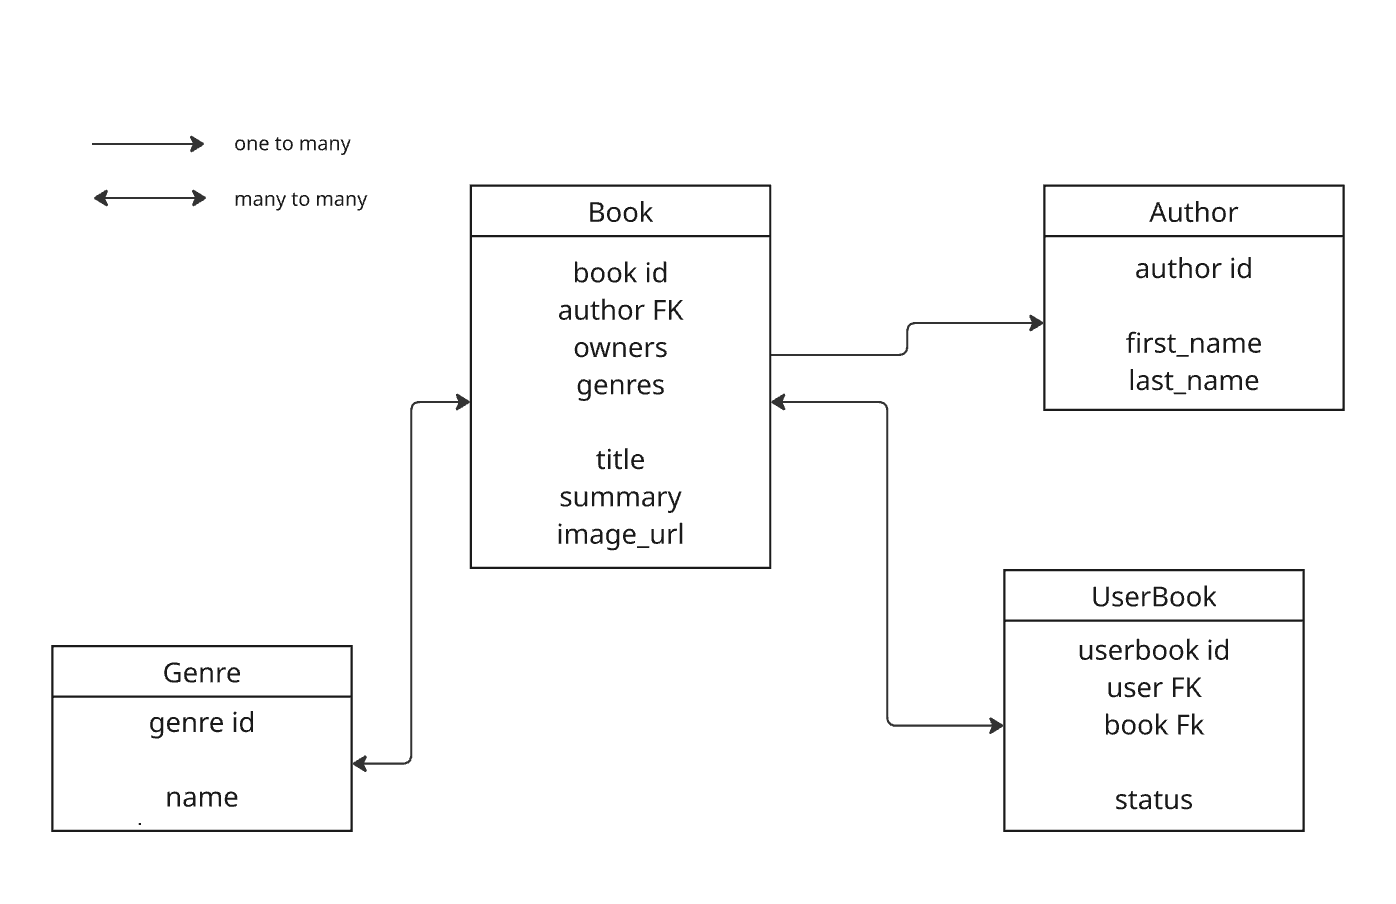 one to many
many to many
Book
book id
author FK
owners
genres
title
summary
image_url
Author
author id
first_name
last_name
Genre
genre id
name
UserBook
userbook id
user FK
book Fk
status